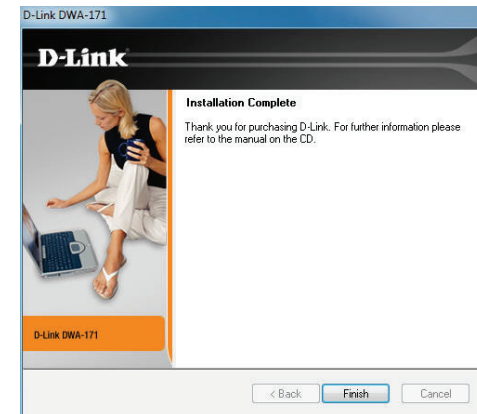 D-Link DWA-171
D-Link
Installation Complete
Thank you for purchasing D-Link. For further information please
refer to the manual on the CD.
D-Link DWA-171
< Back
Finish
Cancel